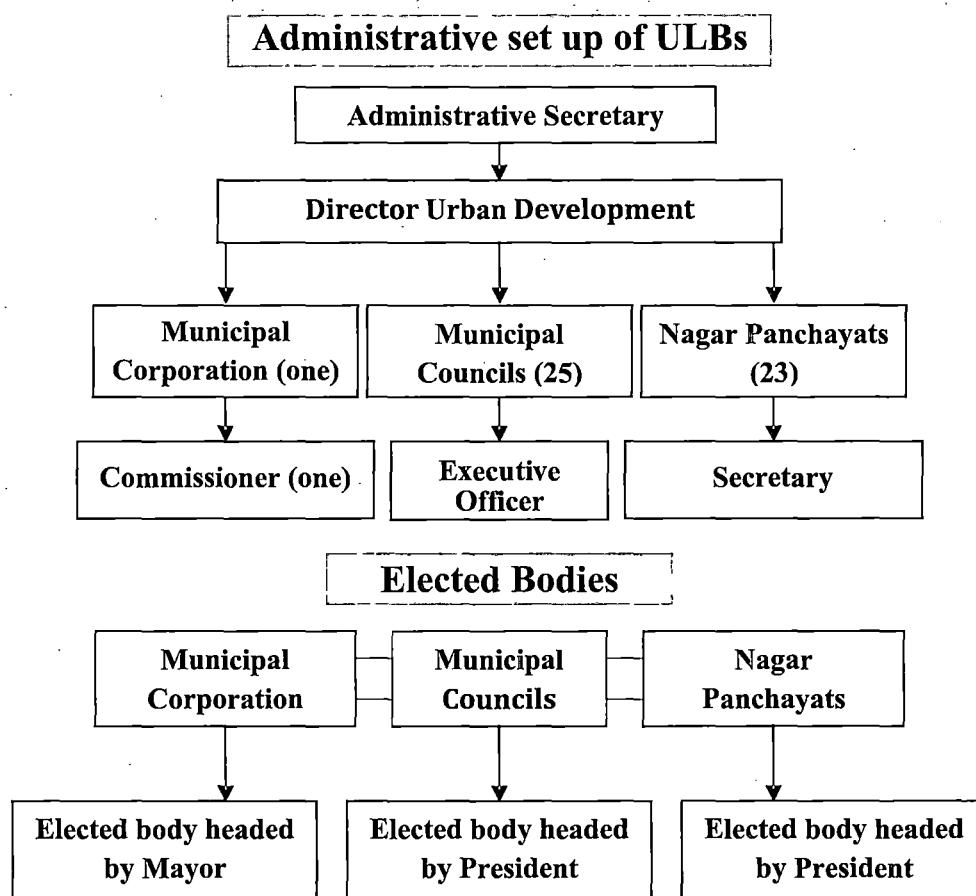 Administrative set up of ULBs
Administrative Secretary
Director Urban Development
Municipal
Corporation (one)
Municipal
Councils (25)
Nagar Panchayats
(23)
Commissioner (one)
Executive
Officer
Secretary
Elected Bodies
Municipal
Corporation
Municipal
Councils
Nagar
Panchayats
Elected body headed
by Mayor
Elected body headed
by President
Elected body headed
by President